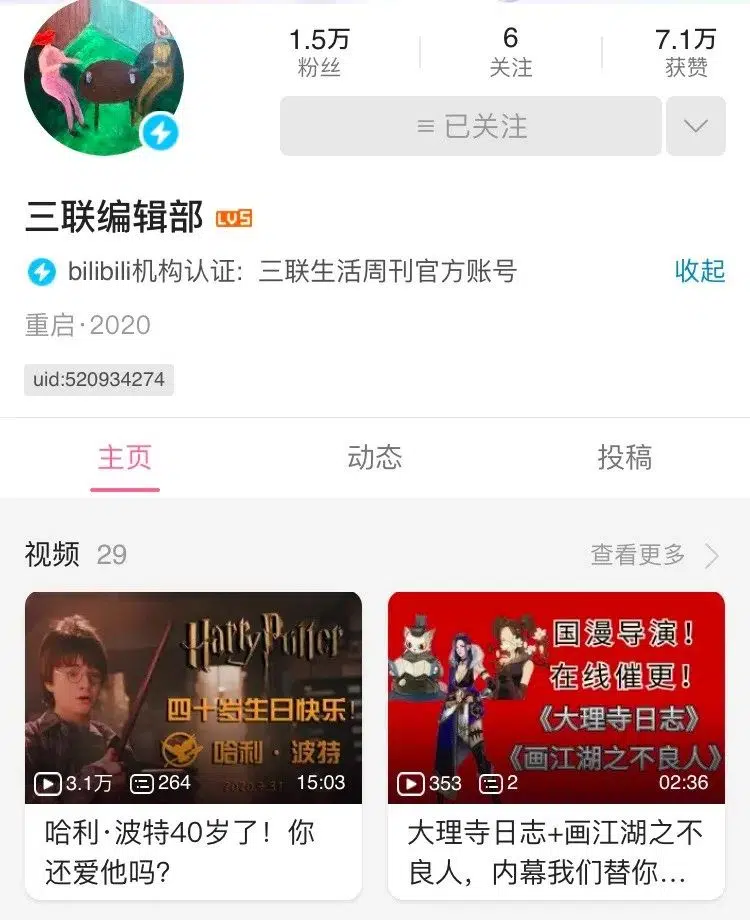 1.5万
6
7.1万
粉丝
关注
获赞
已关注
三联编辑部 LV5
bilibili机构认证: 三联生活周刊官方账号
收起
重启·2020
uid:520934274
主页
动态
投稿
视频 29
查看更多
Harry Potter
四十岁生日快乐!
哈利·波特
2020.7.31
3.1万
264
15:03
哈利·波特40岁了！你
还爱他吗?
国漫导演!
在线催更!
《大理寺日志》
《画江湖之不良人》
353
2
02:36
大理寺日志+画江湖之不
良人，内幕我们替你…